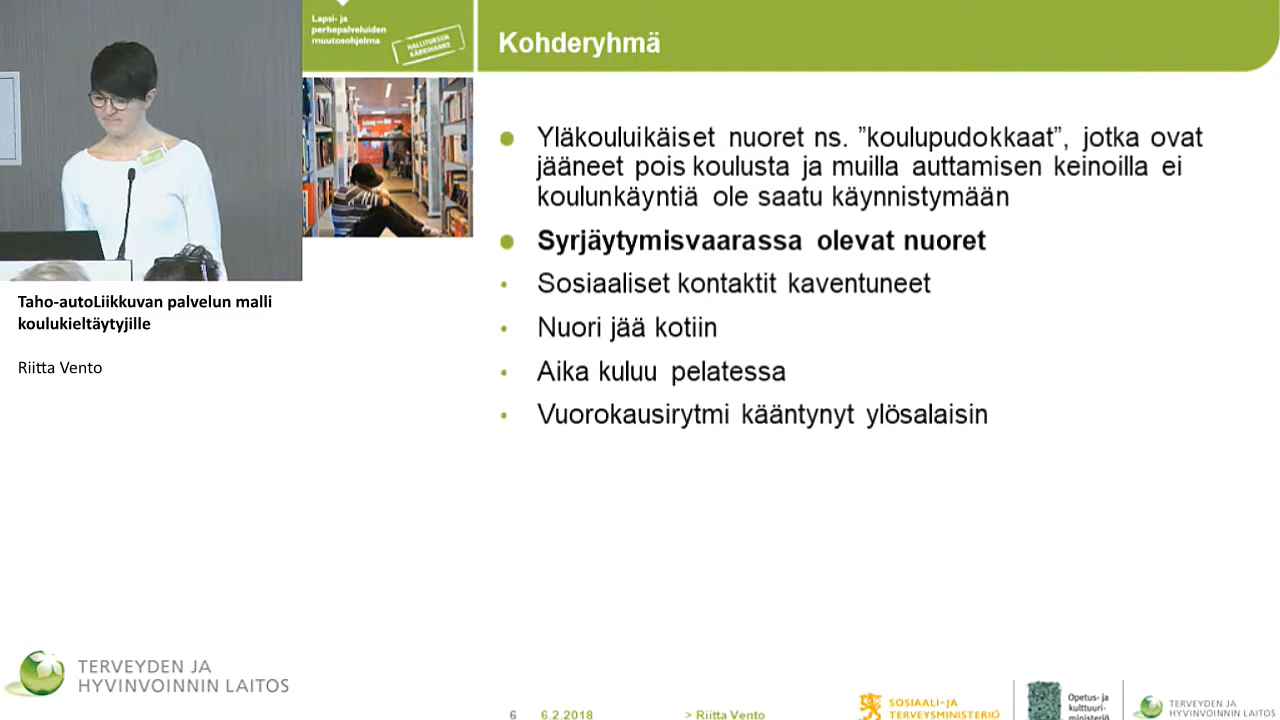 Lapsi- ja
perhepalveluiden
muutosohjelma
HALLITUKSEN
KÄRKIHANKE
Kohderyhmä
Yläkouluikäiset nuoret ns. ”koulupudokkaat”, jotka ovat
jääneet pois koulusta ja muilla auttamisen keinoilla ei
koulunkäyntiä ole saatu käynnistymään
Syrjäytymisvaarassa olevat nuoret
Sosiaaliset kontaktit kaventuneet
Nuori jää kotiin
Aika kuluu pelatessa
Vuorokausirytmi kääntynyt ylösalaisin
Taho-autoLiikkuvan palvelun malli
koulukieltäytyjille
Riitta Vento
TERVEYDEN JA
HYVINVOINNIN LAITOS
6 6.2.2018 > Riitta Vento
SOSIAALI- JA
TERVEYSMINISTERIÖ
Opetus- ja
kulttuuri-
ministeriö
TERVEYDEN JA
HYVINVOINNIN LAITOS